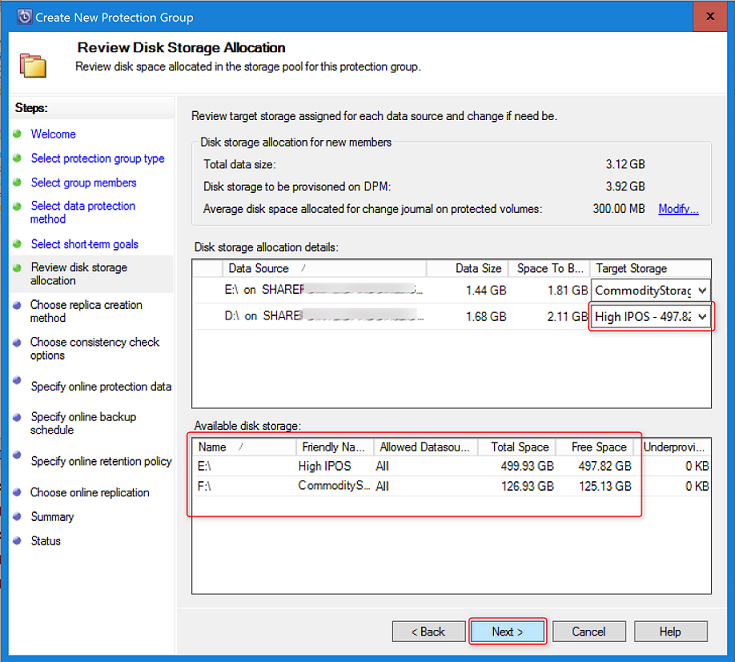 Create New Protection Group
x
Review Disk Storage Allocation
Review disk space allocated in the storage pool for this protection group.
Steps:
Welcome
Select protection group type
Select group members
Select data protection
method
Select short-term goals
Review disk storage
allocation
Choose replica creation
method
Choose consistency check
options
Specify online protection data
Specify online backup
schedule
Specify online retention policy
Choose online replication
Summary
Status
Review target storage assigned for each data source and change if need be.
Disk storage allocation for new members
Total data size: 3.12 GB
Disk storage to be provisoned on DPM: 3.92 GB
Average disk space allocated for change journal on protected volumes: 300.00 MB Modify...
Disk storage allocation details:
Data Source / Data Size Space To B... Target Storage
E:\ on SHAREP ... 1.44 GB 1.81 GB CommodityStorag
D:\ on SHARE ... 1.68 GB 2.11 GB High IPOS - 497.82
Available disk storage:
Name / Friendly Na... Allowed Datasou... Total Space Free Space Underprovi...
E:\ High IPOS All 499.93 GB 497.82 GB 0 KB
F:\ CommodityS... All 126.93 GB 125.13 GB 0 KB
< Back Next > Cancel Help